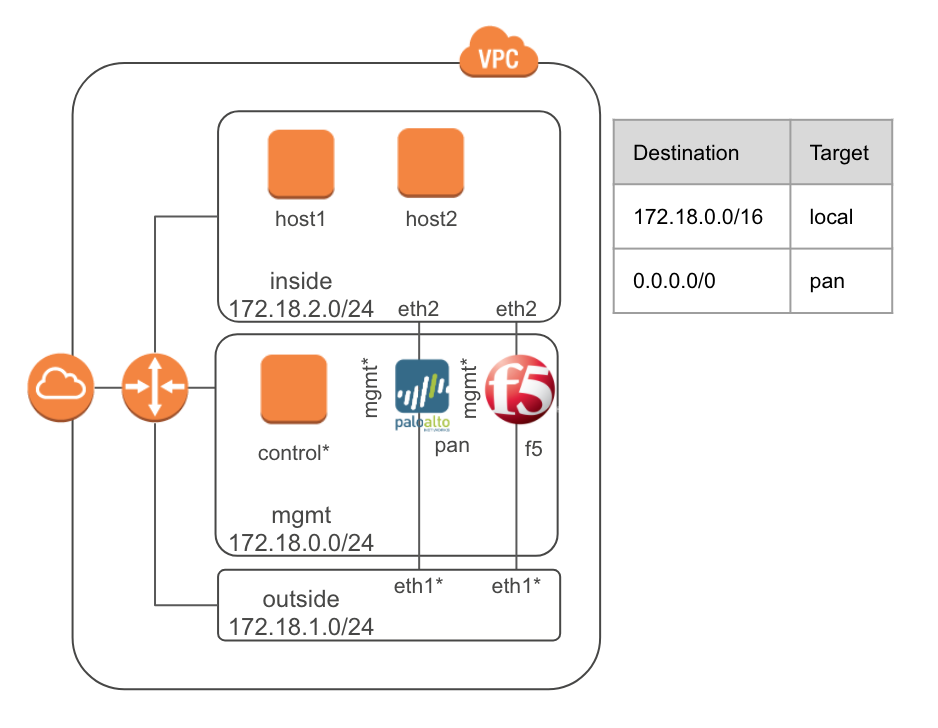 VPC
host1
host2
inside
172.18.2.0/24
eth2
eth2
mgmt*
mgmt*
paloalto
NETWORKS
f5
control*
pan
f5
mgmt
172.18.0.0/24
eth1*
eth1*
outside
172.18.1.0/24
Destination Target
172.18.0.0/16 local
0.0.0.0/0 pan